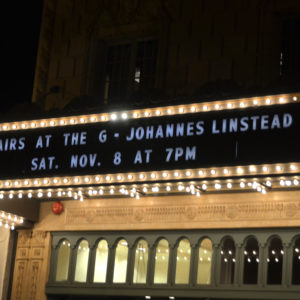 AIRS AT THE G - JOHANNES LINSTEAD
SAT. NOV. 8 AT 7PM